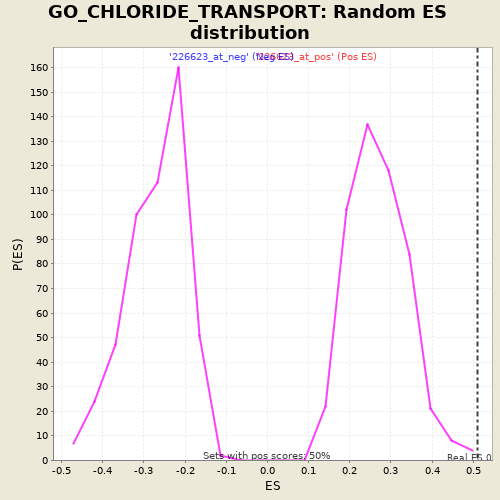 GO_CHLORIDE_TRANSPORT: Random ES
distribution
'226623_at_neg' (Neg ES)
_at_pos' (Pos ES)
P(ES)
160
150
140
130
120
110
100
90
80
70
60
50
40
30
20
10
0
Sets with pos scores: 50%
Real ES 0
-0.5 -0.4 -0.3 -0.2 -0.1 0.0 0.1 0.2 0.3 0.4 0.5
ES